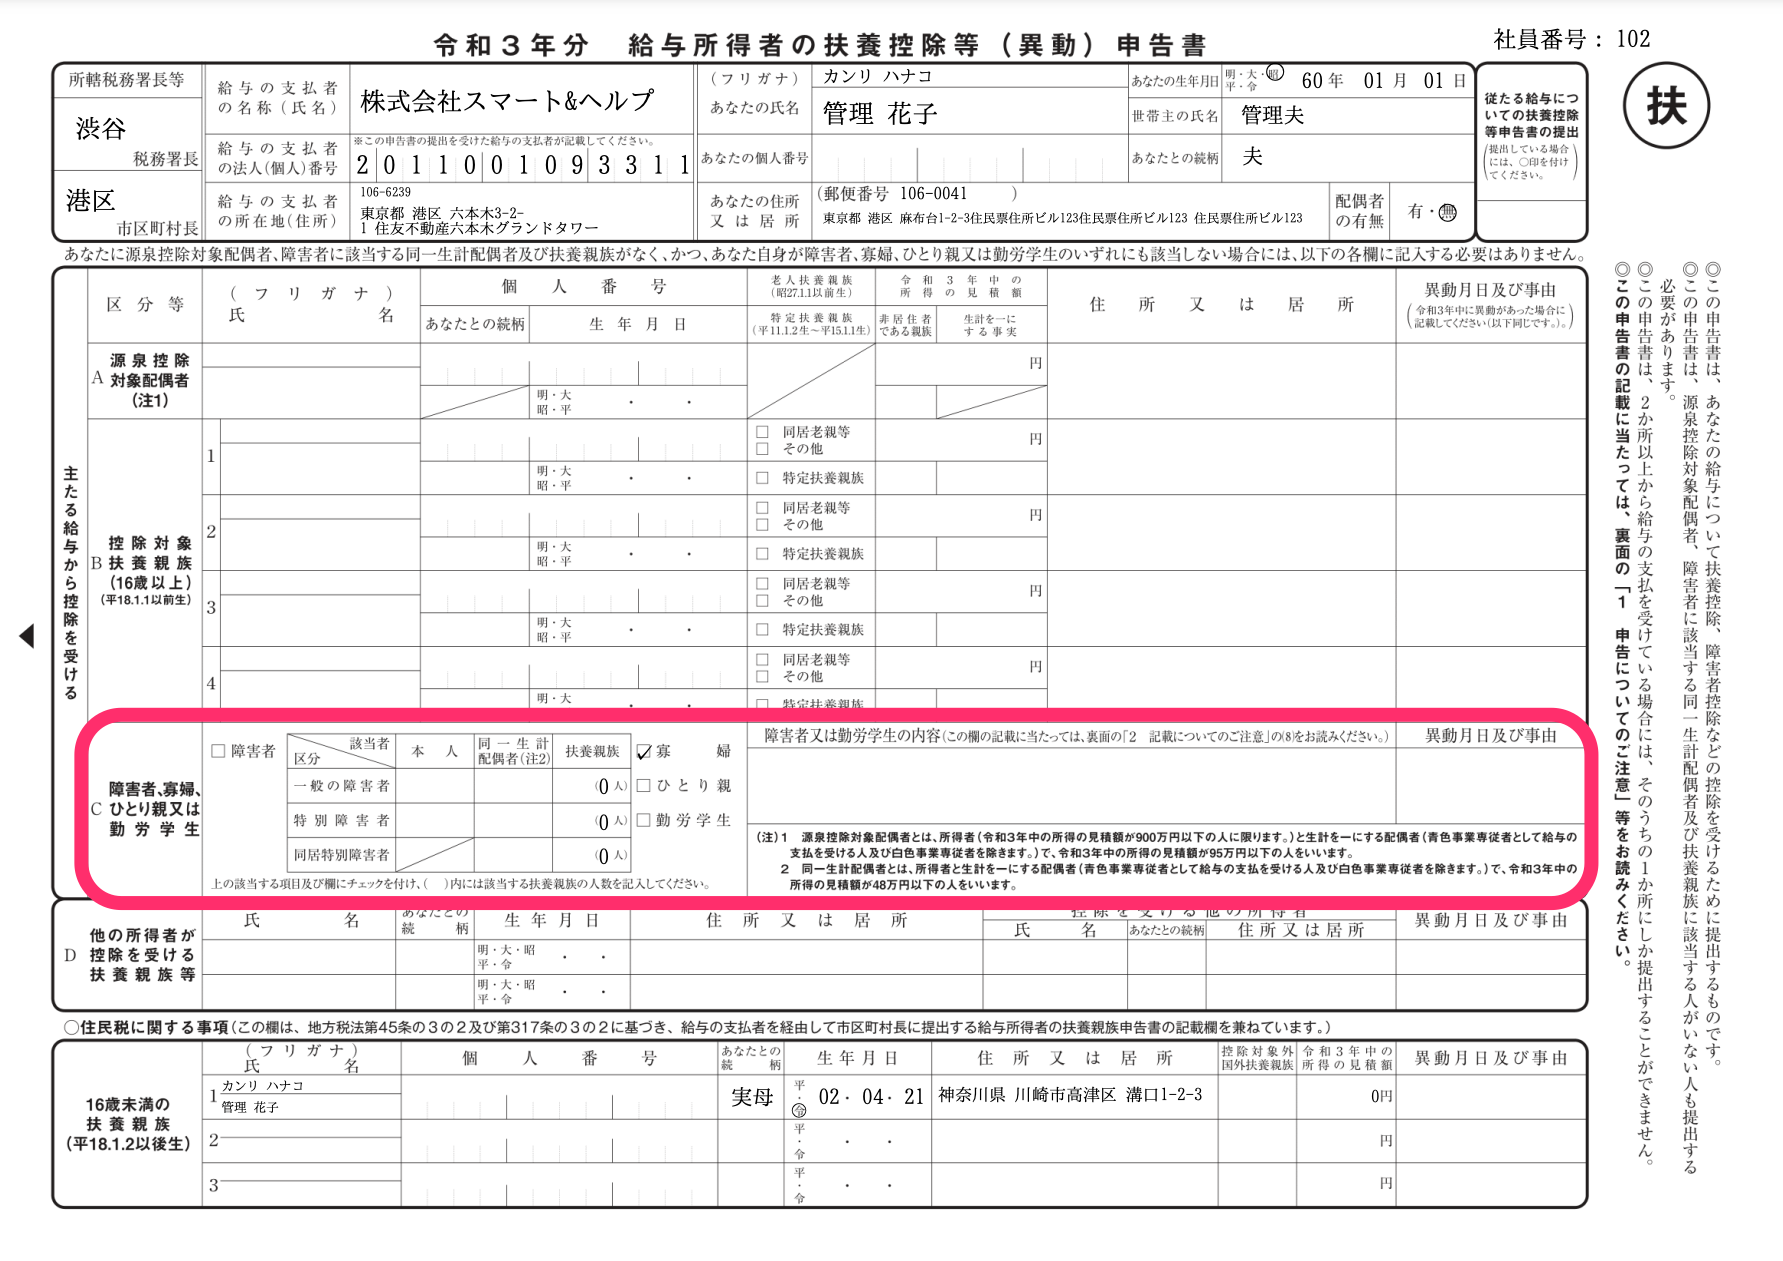 令和３年分　給与所得者の扶養控除等（異動）申告書
社員番号：102
所轄税務署長等
渋谷
税務署長
港区
市区町村長
給与の支払者
の名称（氏名）
株式会社スマート&ヘルプ
給与の支払者
の法人(個人)番号
※この申告書の提出を受けた給与の支払者が記載してください。
2011001093311
給与の支払者
の所在地(住所)
106-6239
東京都 港区 六本木3-2-
1 住友不動産六本木グランドタワー
（フリガナ）
カンリ ハナコ
あなたの氏名
管理 花子
あなたの個人番号
あなたの住所
又は居所
(郵便番号 106-0041 )
東京都 港区 麻布台1-2-3住民票住所ビル123住民票住所ビル123 住民票住所ビル123
あなたの生年月日
明・大・昭
平・令
60年 01月 01日
世帯主の氏名
管理夫
あなたとの続柄
夫
配偶者
の有無
有・無
従たる給与につ
いての扶養控除
等申告書の提出
(提出している場合
には、○印を付け
てください。)
扶
あなたに源泉控除対象配偶者、障害者に該当する同一生計配偶者及び扶養親族がなく、かつ、あなた自身が障害者、寡婦、ひとり親又は勤労学生のいずれにも該当しない場合には、以下の各欄に記入する必要はありません。
区分等
（フリガナ）
氏名
個人番号
あなたとの続柄
生年月日
老人扶養親族
(昭27.1.1以前生)
特定扶養親族
(平11.1.2生～平15.1.1生)
令和３年中の
所得の見積額
非居住者
である親族
生計を一に
する事実
住所又は居所
異動月日及び事由
(令和3年中に異動があった場合に
記載してください(以下同じです。)。)
主たる給与から控除を受ける
A
源泉控除
対象配偶者
(注1)
明・大
昭・平
・ ・
円
B
控除対象
扶養親族
(16歳以上)
(平18.1.1以前生)
1
明・大
昭・平
・ ・
□ 同居老親等
□ その他
□ 特定扶養親族
円
2
明・大
昭・平
・ ・
□ 同居老親等
□ その他
□ 特定扶養親族
円
3
明・大
昭・平
・ ・
□ 同居老親等
□ その他
□ 特定扶養親族
円
4
明・大
・ ・
□ 同居老親等
□ その他
□ 特定扶養親族
円
C
障害者、寡婦、
ひとり親又は
勤労学生
□ 障害者
該当者
区分
本人
同一生計
配偶者(注2)
扶養親族
一般の障害者
(0人)
特別障害者
(0人)
同居特別障害者
(0人)
☑ 寡婦
□ ひとり親
□ 勤労学生
上の該当する項目及び欄にチェックを付け、(　)内には該当する扶養親族の人数を記入してください。
障害者又は勤労学生の内容(この欄の記載に当たっては、裏面の「2　記載についてのご注意」の(8)をお読みください。)
異動月日及び事由
(注)1　源泉控除対象配偶者とは、所得者(令和3年中の所得の見積額が900万円以下の人に限ります。)と生計を一にする配偶者(青色事業専従者として給与の
支払を受ける人及び白色事業専従者を除きます。)で、令和3年中の所得の見積額が95万円以下の人をいいます。
2　同一生計配偶者とは、所得者と生計を一にする配偶者(青色事業専従者として給与の支払を受ける人及び白色事業専従者を除きます。)で、令和3年中の
所得の見積額が48万円以下の人をいいます。
D
他の所得者が
控除を受ける
扶養親族等
氏名
あなたとの
続柄
生年月日
住所又は居所
控除を受ける他の所得者
氏名
あなたとの続柄
住所又は居所
異動月日及び事由
明・大・昭
平・令
・ ・
明・大・昭
平・令
・ ・
○住民税に関する事項(この欄は、地方税法第45条の３の２及び第317条の３の２に基づき、給与の支払者を経由して市区町村長に提出する給与所得者の扶養親族申告書の記載欄を兼ねています。)
16歳未満の
扶養親族
(平18.1.2以後生)
（フリガナ）
氏名
個人番号
あなたとの
続柄
生年月日
住所又は居所
控除対象外
国外扶養親族
令和３年中の
所得の見積額
異動月日及び事由
1
カンリ ハナコ
管理 花子
実母
平・令
02・04・21
神奈川県 川崎市高津区 溝口1-2-3
0円
2
平・令
・ ・
円
3
平・令
・ ・
円
◎この申告書は、あなたの給与について扶養控除、障害者控除などの控除を受けるために提出するものです。
◎この申告書は、源泉控除対象配偶者、障害者に該当する同一生計配偶者及び扶養親族に該当する人がいない人も提出する
必要があります。
◎この申告書は、２か所以上から給与の支払を受けている場合には、そのうちの１か所にしか提出することができません。
◎この申告書の記載に当たっては、裏面の「１　申告についてのご注意」等をお読みください。